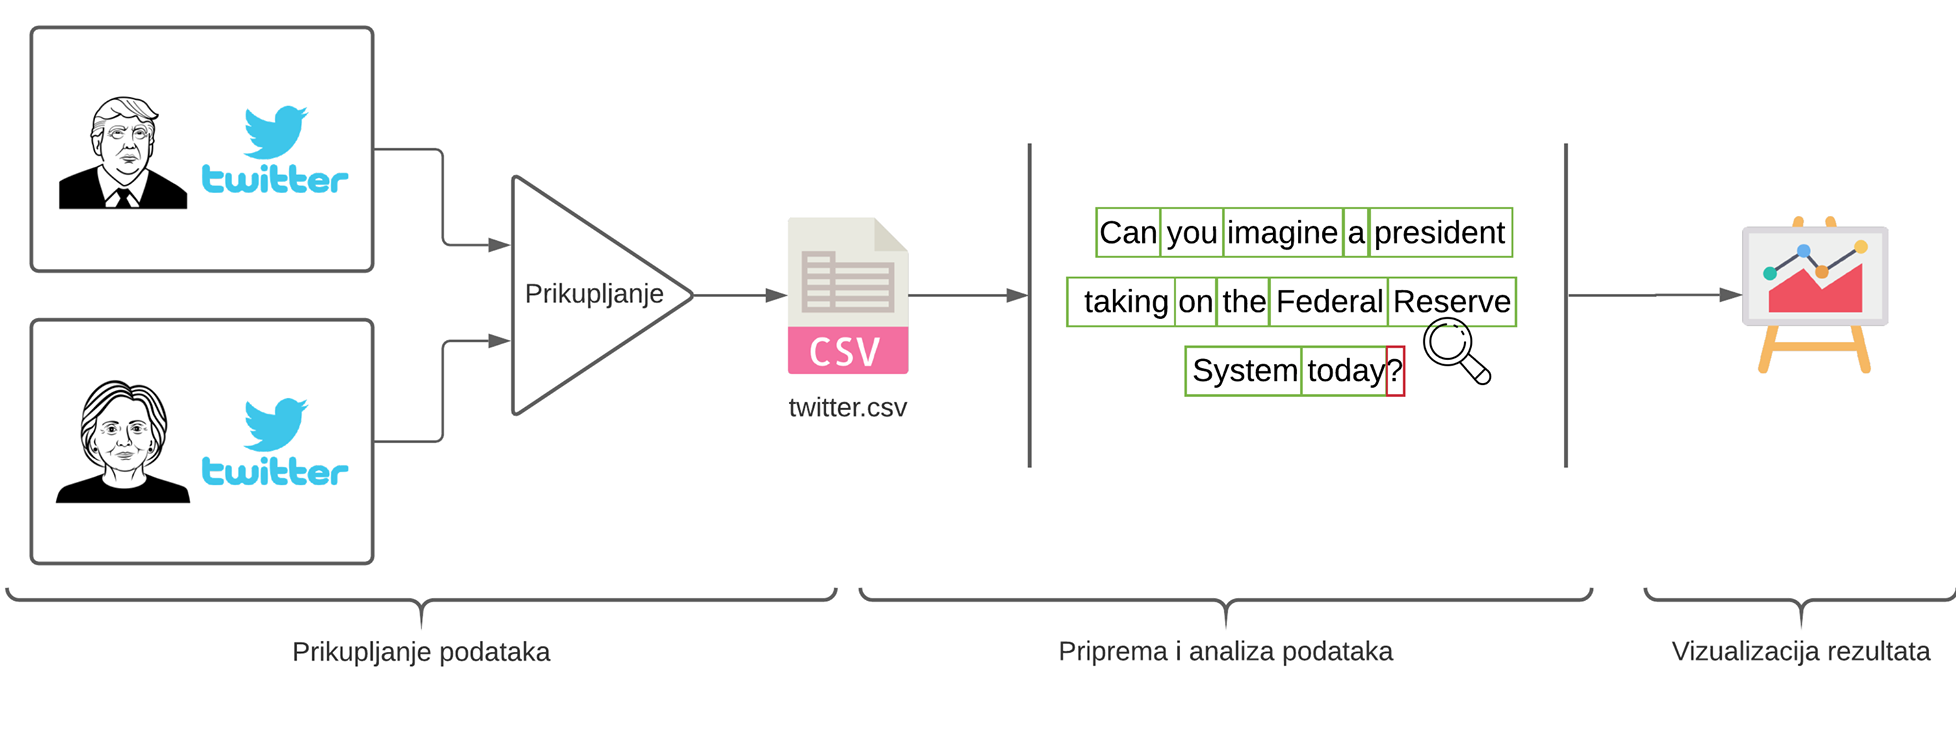 twitter
twitter
Prikupljanje
CSV
twitter.csv
Can you imagine a president
taking on the Federal Reserve
System today?
Prikupljanje podataka
Priprema i analiza podataka
Vizualizacija rezultata